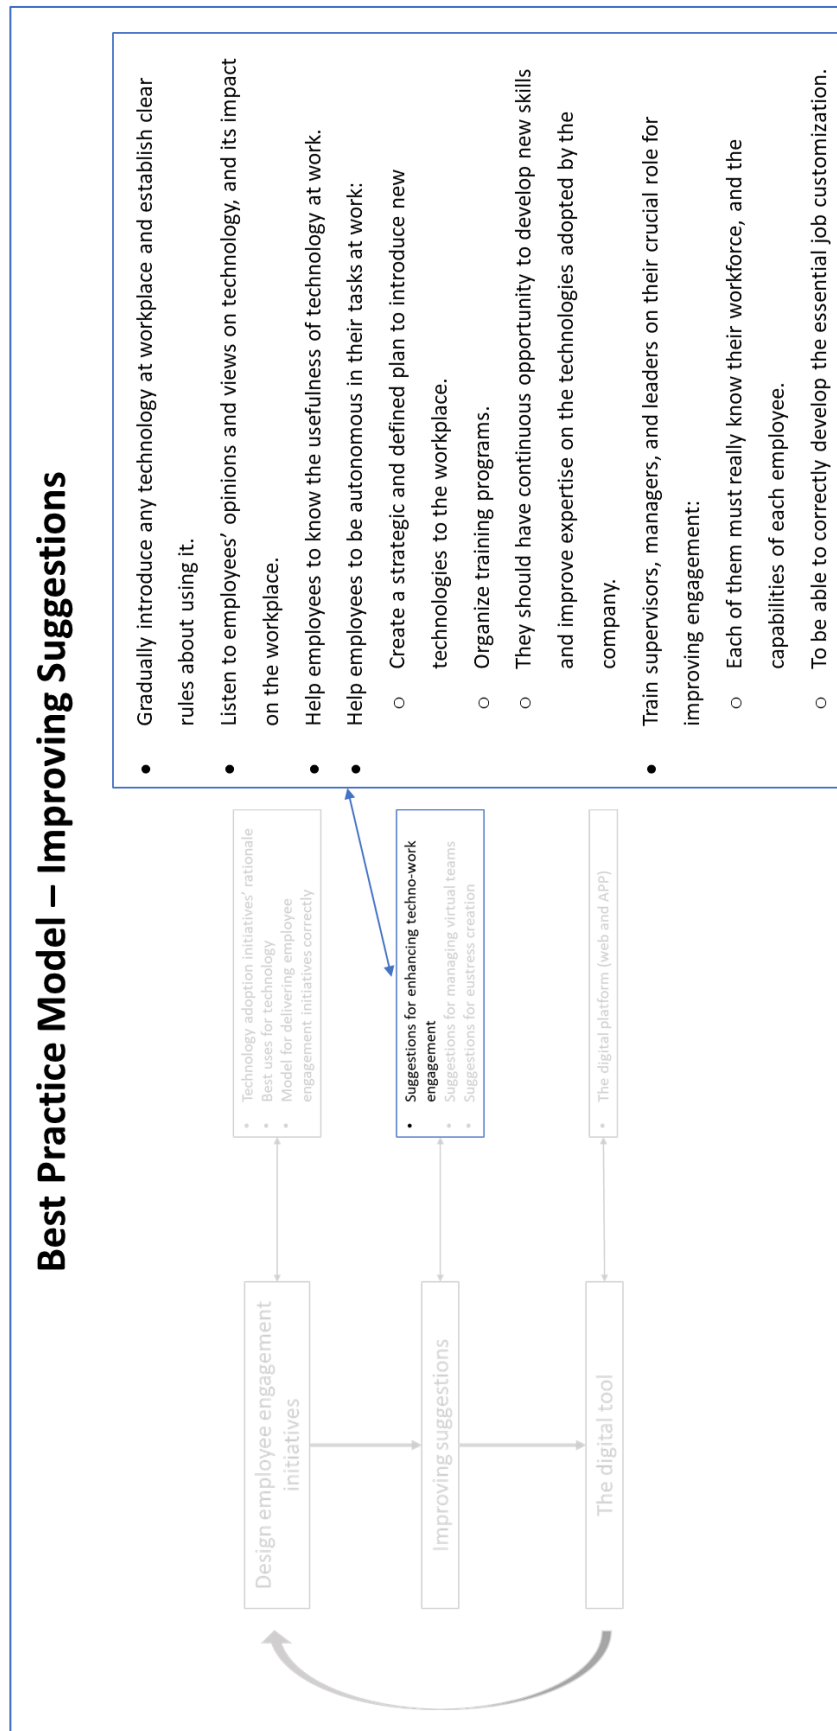 Best Practice Model – Improving Suggestions
Design employee engagement
initiatives
Improving suggestions
The digital tool
• Technology adoption initiatives’ rationale
• Best uses for technology
• Model for delivering employee
engagement initiatives correctly
• Suggestions for enhancing techno-work
engagement
• Suggestions for managing virtual teams
• Suggestions for eustress creation
• The digital platform (web and APP)
• Gradually introduce any technology at workplace and establish clear
rules about using it.
• Listen to employees’ opinions and views on technology, and its impact
on the workplace.
• Help employees to know the usefulness of technology at work.
• Help employees to be autonomous in their tasks at work:
○ Create a strategic and defined plan to introduce new
technologies to the workplace.
○ Organize training programs.
○ They should have continuous opportunity to develop new skills
and improve expertise on the technologies adopted by the
company.
• Train supervisors, managers, and leaders on their crucial role for
improving engagement:
○ Each of them must really know their workforce, and the
capabilities of each employee.
○ To be able to correctly develop the essential job customization.